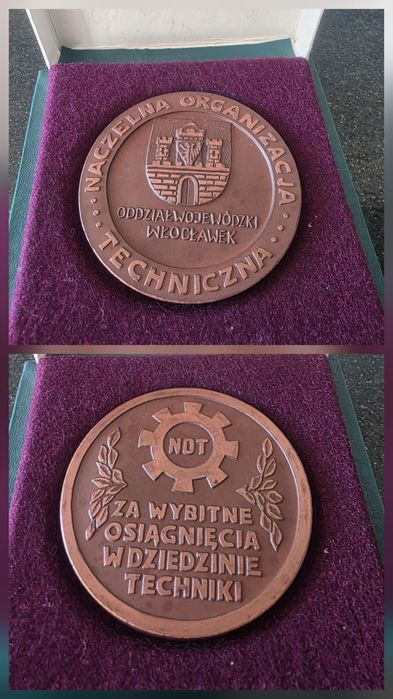 NACZELNA ORGANIZACJA
TECHNICZNA
ODDZIAŁ WOJEWÓDZKI
WŁOCŁAWEK
NOT
ZA WYBITNE
OSIĄGNIĘCIA
W DZIEDZINIE
TECHNIKI